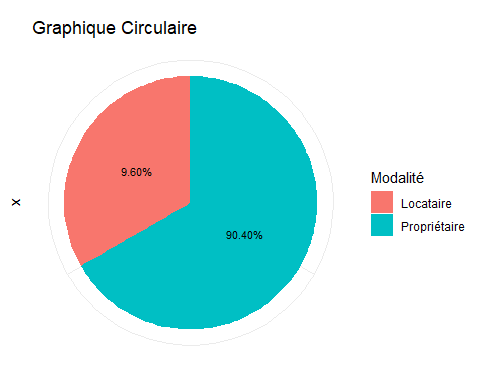 Graphique Circulaire
9.60%
90.40%
x
Modalité
Locataire
Propriétaire